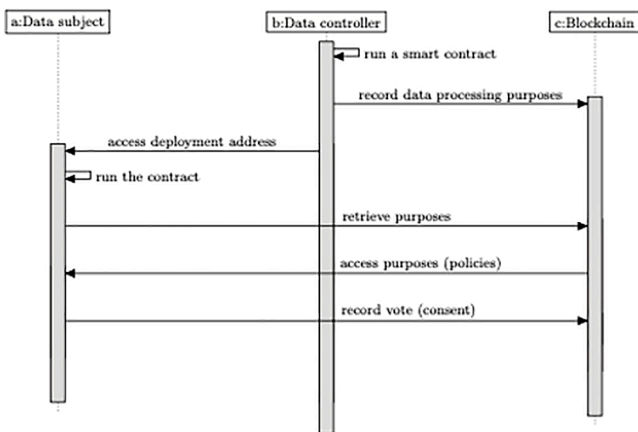 a:Data subject
b:Data controller
c:Blockchain
run a smart contract
record data processing purposes
access deployment address
run the contract
retrieve purposes
access purposes (policies)
record vote (consent)